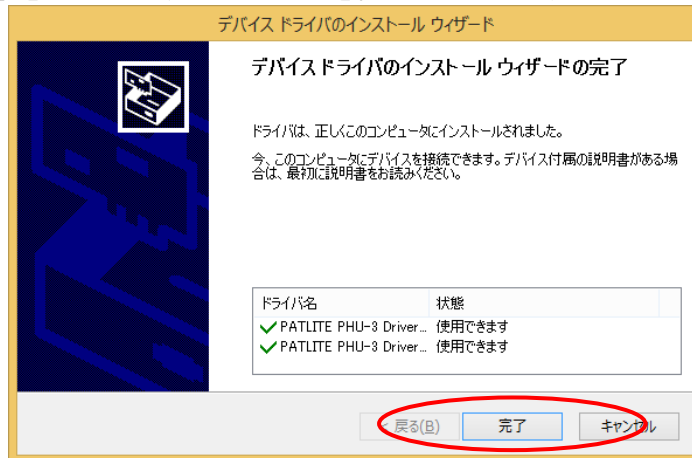 デバイス ドライバのインストール ウィザード
デバイス ドライバのインストール ウィザードの完了
ドライバは、正しくこのコンピュータにインストールされました。
今、このコンピュータにデバイスを接続できます。デバイス付属の説明書がある場
合は、最初に説明書をお読みください。
ドライバ名 状態
PATLITE PHU-3 Driver... 使用できます
PATLITE PHU-3 Driver... 使用できます
< 戻る(B) 完了 キャンセル